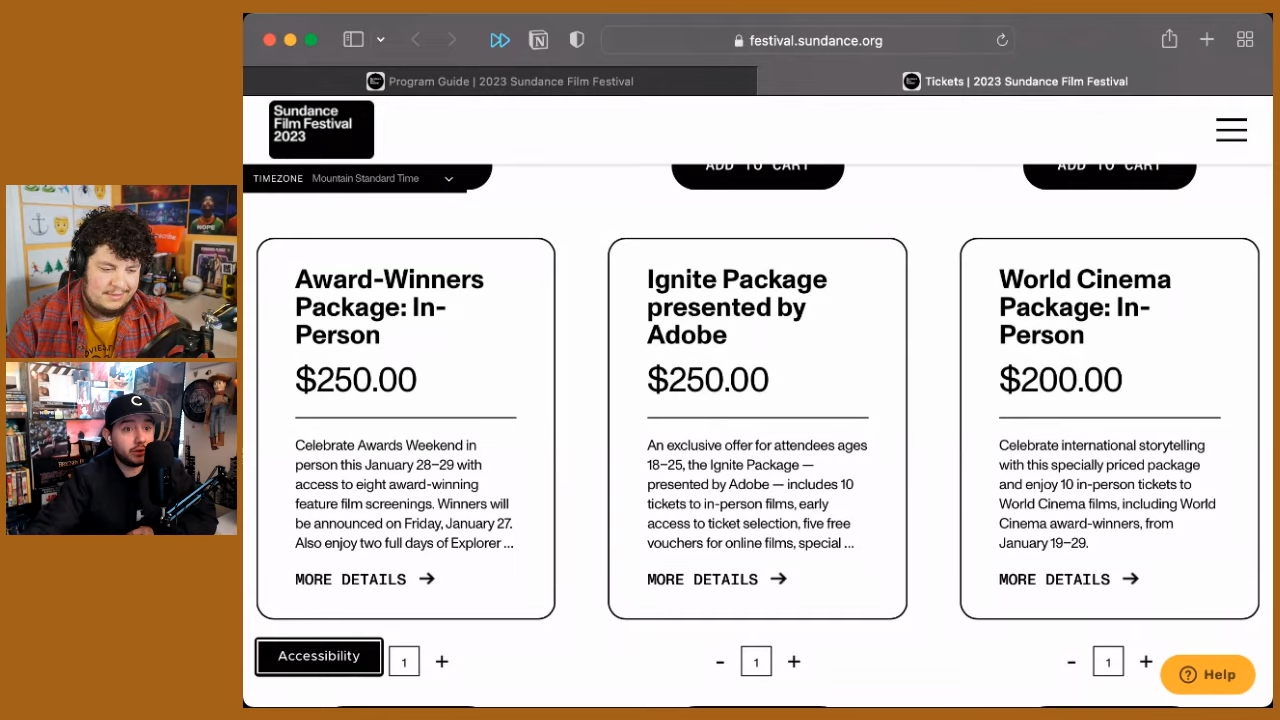 festival.sundance.org
Program Guide | 2023 Sundance Film Festival
Tickets | 2023 Sundance Film Festival
Sundance
Film Festival
2023
ADD TO CART
ADD TO CART
TIMEZONE Mountain Standard Time
Award-Winners
Package: In-
Person
$250.00
Celebrate Awards Weekend in
person this January 28–29 with
access to eight award-winning
feature film screenings. Winners will
be announced on Friday, January 27.
Also enjoy two full days of Explorer ...
MORE DETAILS →
Ignite Package
presented by
Adobe
$250.00
An exclusive offer for attendees ages
18–25, the Ignite Package —
presented by Adobe — includes 10
tickets to in-person films, early
access to ticket selection, five free
vouchers for online films, special ...
MORE DETAILS →
World Cinema
Package: In-
Person
$200.00
Celebrate international storytelling
with this specially priced package
and enjoy 10 in-person tickets to
World Cinema films, including World
Cinema award-winners, from
January 19–29.
MORE DETAILS →
Accessibility
1 +
- 1 +
- 1 +
Help
NOPE
C